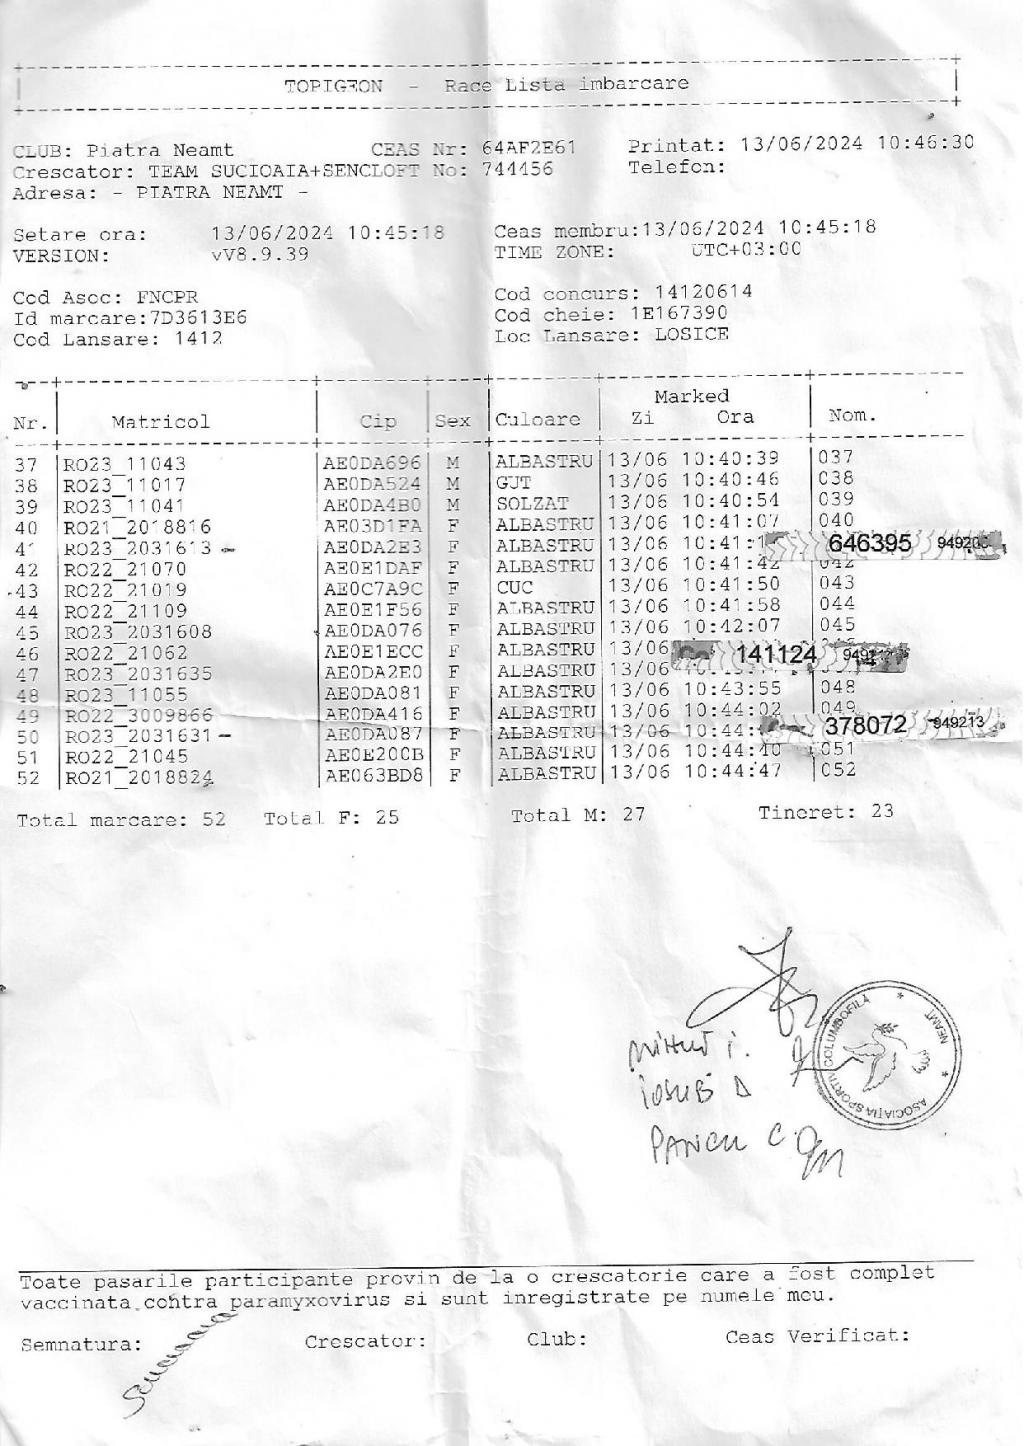 TOPIGEON - Race Lista imbarcare
CLUB: Piatra Neamt CEAS Nr: 64AF2E61 Printat: 13/06/2024 10:46:30
Crescator: TEAM SUCIOAIA+SENCLOFT No: 744456 Telefon:
Adresa: - PIATRA NEAMT -
Setare ora: 13/06/2024 10:45:18 Ceas membru:13/06/2024 10:45:18
VERSION: vV8.9.39 TIME ZONE: UTC+03:00
Cod Asoc: FNCPR Cod concurs: 14120614
Id marcare:7D3613E6 Cod cheie: 1E167390
Cod Lansare: 1412 Loc Lansare: LOSICE
Marked
Nr. Matricol Cip Sex Culoare Zi Ora Nom.
37 RO23_11043 AE0DA696 M ALBASTRU 13/06 10:40:39 037
38 RO23_11017 AE0DA524 M GUT 13/06 10:40:46 038
39 RO23_11041 AE0DA4B0 M SOLZAT 13/06 10:40:54 039
40 RO21_2018816 AE03D1FA F ALBASTRU 13/06 10:41:07 040
41 RO23_2031613 - AE0DA2E3 F ALBASTRU 13/06 10:41: 646395
42 RO22_21070 AE0E1DAF F ALBASTRU 13/06 10:41:42 042
43 RO22_21019 AE0C7A9C F CUC 13/06 10:41:50 043
44 RO22_21109 AE0E1F56 F ALBASTRU 13/06 10:41:58 044
45 RO23_2031608 AE0DA076 F ALBASTRU 13/06 10:42:07 045
46 RO22_21062 AE0E1ECC F ALBASTRU 13/06 141124
47 RO23_2031635 AE0DA2E0 F ALBASTRU 13/06
48 RO23_11055 AE0DA081 F ALBASTRU 13/06 10:43:55 048
49 RO22_3009866 AE0DA416 F ALBASTRU 13/06 10:44:02 049
50 RO23_2031631 - AE0DA087 F ALBASTRU 13/06 10:44: 378072 949213
51 RO22_21045 AE0E200B F ALBASTRU 13/06 10:44:40 051
52 RO21_2018824 AE063BD8 F ALBASTRU 13/06 10:44:47 052
Total marcare: 52 Total F: 25 Total M: 27 Tineret: 23
ASOCIAȚIA SPORTIV COLUMBOFILĂ * NEAMȚ *
IOSUB D
PANCU C
Toate pasarile participante provin de la o crescatorie care a fost complet
vaccinata contra paramyxovirus si sunt inregistrate pe numele meu.
Semnatura: Crescator: Club: Ceas Verificat: